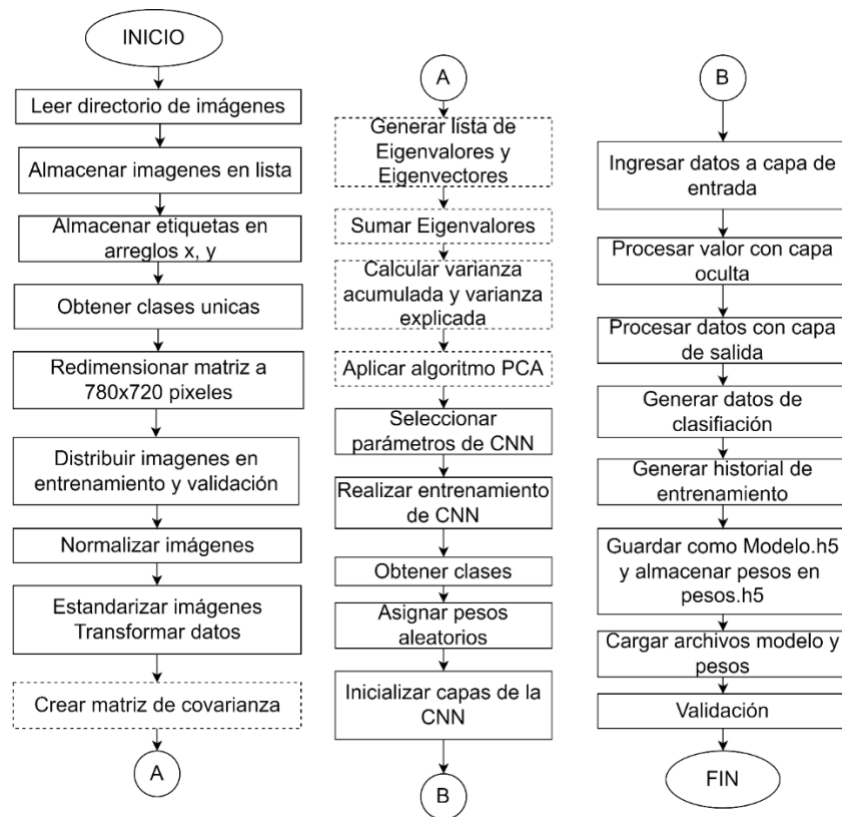 INICIO
Leer directorio de imágenes
Almacenar imagenes en lista
Almacenar etiquetas en
arreglos x, y
Obtener clases unicas
Redimensionar matriz a
780x720 pixeles
Distribuir imagenes en
entrenamiento y validación
Normalizar imágenes
Estandarizar imágenes
Transformar datos
Crear matriz de covarianza
A
A
Generar lista de
Eigenvalores y
Eigenvectores
Sumar Eigenvalores
Calcular varianza
acumulada y varianza
explicada
Aplicar algoritmo PCA
Seleccionar
parámetros de CNN
Realizar entrenamiento
de CNN
Obtener clases
Asignar pesos
aleatorios
Inicializar capas de la
CNN
B
B
Ingresar datos a capa de
entrada
Procesar valor con capa
oculta
Procesar datos con capa
de salida
Generar datos de
clasifiación
Generar historial de
entrenamiento
Guardar como Modelo.h5
y almacenar pesos en
pesos.h5
Cargar archivos modelo y
pesos
Validación
FIN